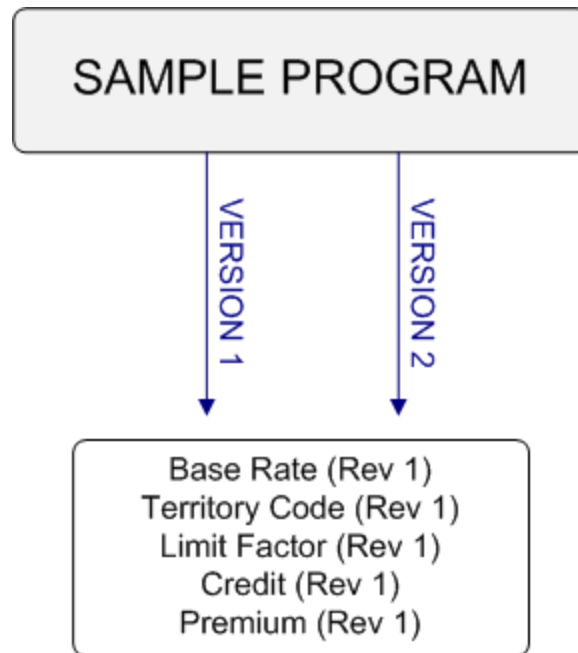 SAMPLE PROGRAM
VERSION 1
VERSION 2
Base Rate (Rev 1)
Territory Code (Rev 1)
Limit Factor (Rev 1)
Credit (Rev 1)
Premium (Rev 1)